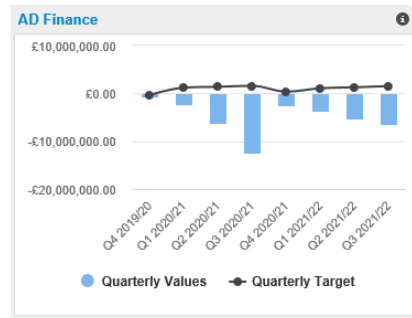 AD Finance
£10,000,000.00
£0.00
-£10,000,000.00
-£20,000,000.00
Q4 2019/20
Q1 2020/21
Q2 2020/21
Q3 2020/21
Q4 2020/21
Q1 2021/22
Q2 2021/22
Q3 2021/22
Quarterly Values
Quarterly Target